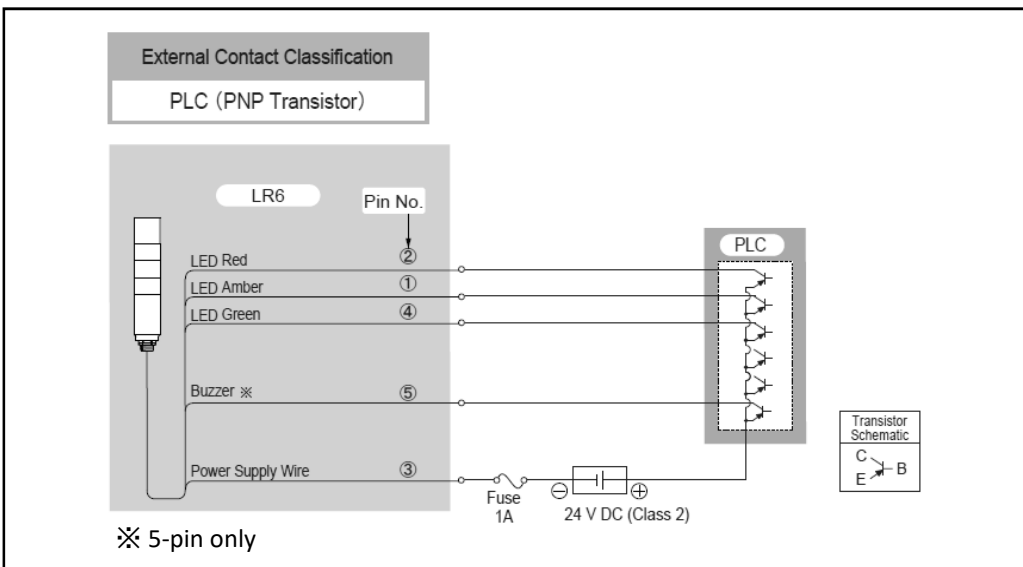 External Contact Classification
PLC (PNP Transistor)
LR6
Pin No.
PLC
LED Red
②
LED Amber
①
LED Green
④
Buzzer ※
⑤
Power Supply Wire
③
Fuse
1A
⊖
⊕
24 V DC (Class 2)
Transistor
Schematic
C
B
E
※ 5-pin only